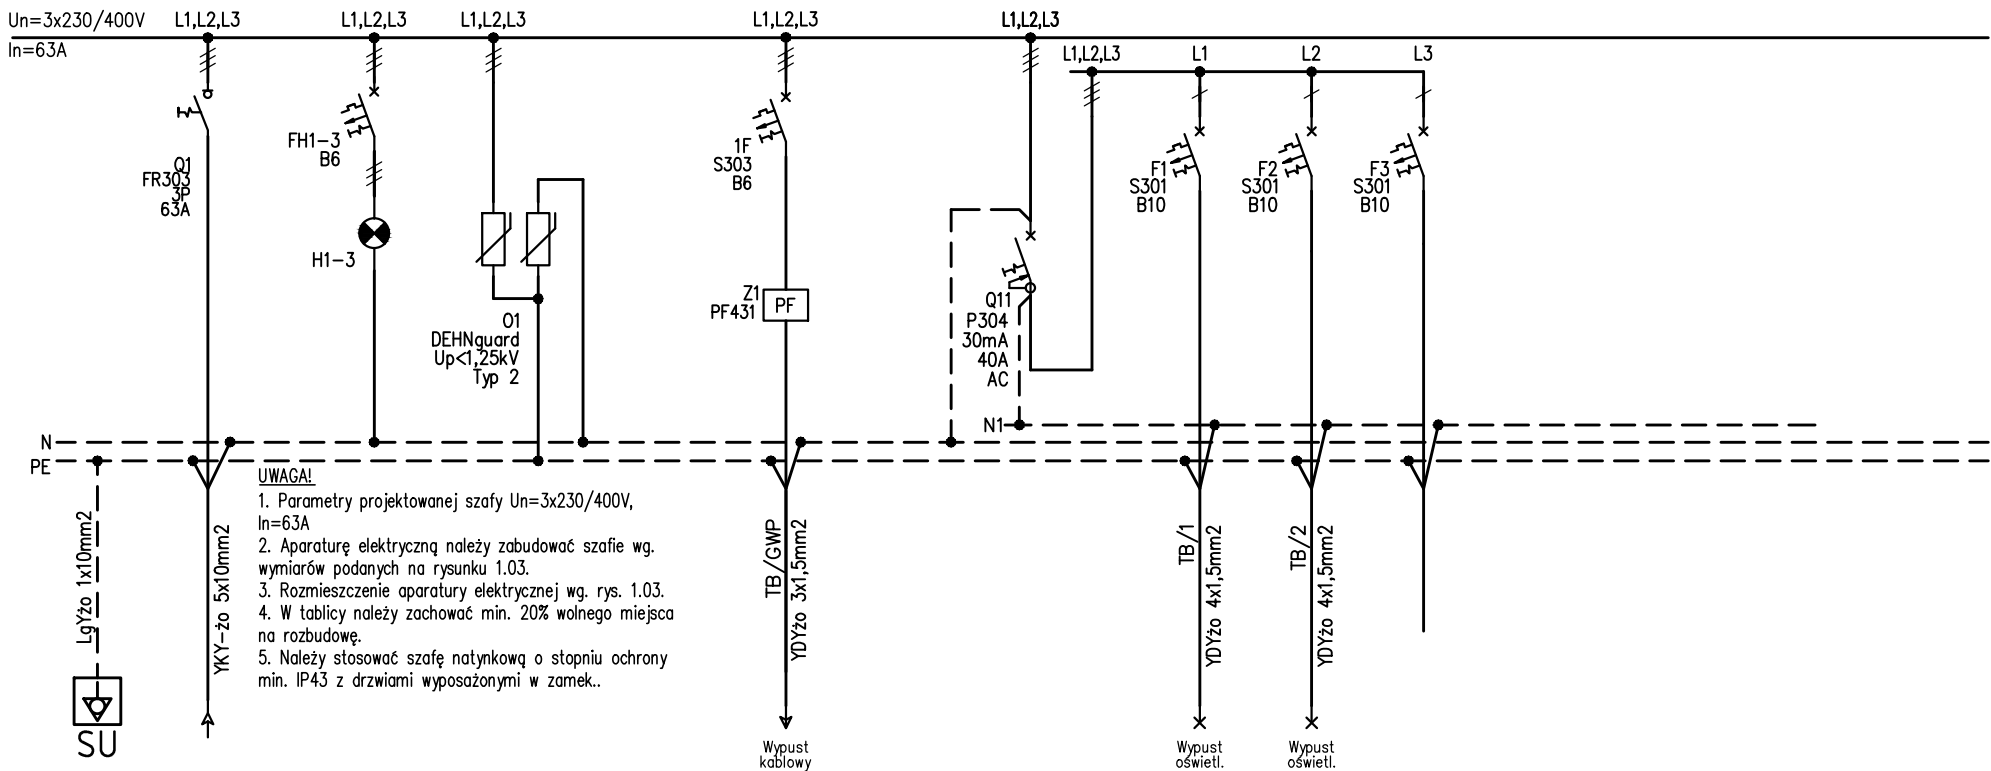 Un=3x230/400V
In=63A
L1,L2,L3
L1,L2,L3
L1,L2,L3
L1,L2,L3
L1,L2,L3
L1,L2,L3
L1
L2
L3
Q1
FR303
3P
63A
FH1-3
B6
H1-3
O1
DEHNguard
Up<1,25kV
Typ 2
1F
S303
B6
Z1
PF431
PF
Q11
P304
30mA
40A
AC
F1
S301
B10
F2
S301
B10
F3
S301
B10
N1
N
PE
UWAGA!
1. Parametry projektowanej szafy Un=3x230/400V,
In=63A
2. Aparaturę elektryczną należy zabudować szafie wg.
wymiarów podanych na rysunku 1.03.
3. Rozmieszczenie aparatury elektrycznej wg. rys. 1.03.
4. W tablicy należy zachować min. 20% wolnego miejsca
na rozbudowę.
5. Należy stosować szafę natynkową o stopniu ochrony
min. IP43 z drzwiami wyposażonymi w zamek..
LgYżo 1x10mm2
SU
YKY-żo 5x10mm2
TB/GWP
YDYżo 3x1,5mm2
Wypust
kablowy
TB/1
YDYżo 4x1,5mm2
Wypust
oświetl.
TB/2
YDYżo 4x1,5mm2
Wypust
oświetl.